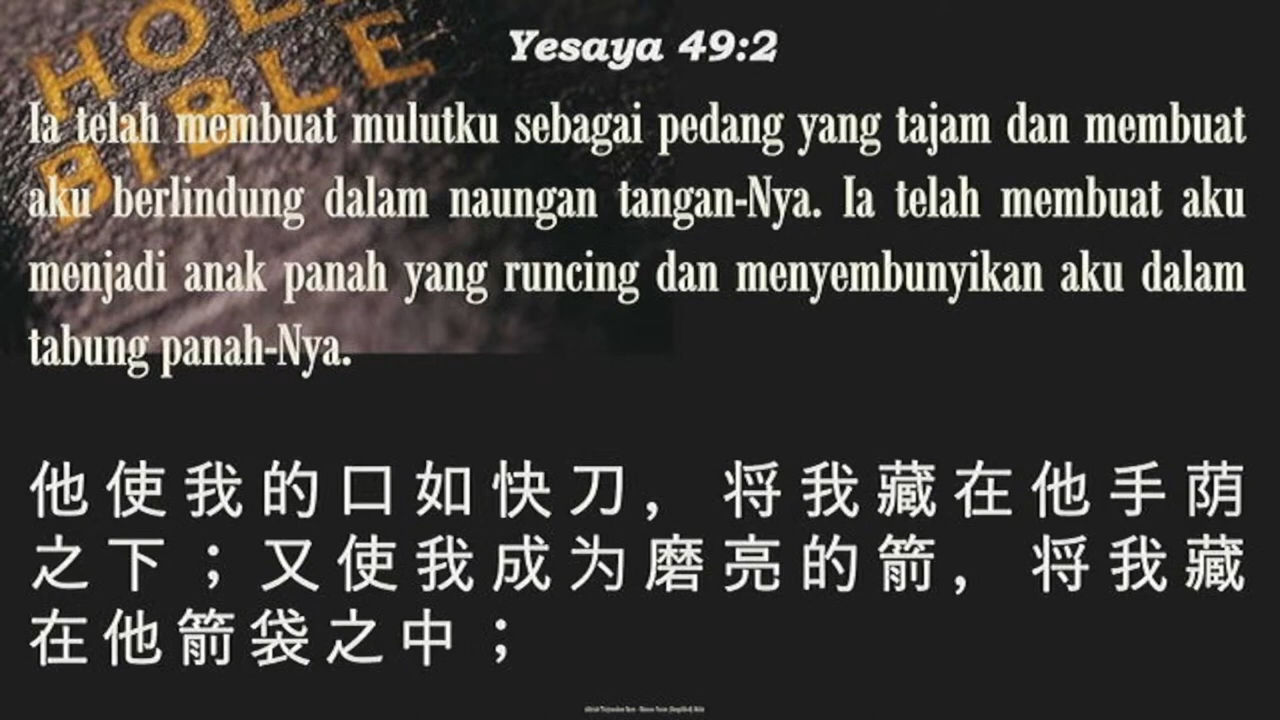 HOL
BIBLE
Yesaya 49:2
Ia telah membuat mulutku sebagai pedang yang tajam dan membuat
aku berlindung dalam naungan tangan-Nya. Ia telah membuat aku
menjadi anak panah yang runcing dan menyembunyikan aku dalam
tabung panah-Nya.
他使我的口如快刀，将我藏在他手荫
之下；又使我成为磨亮的箭，将我藏
在他箭袋之中；